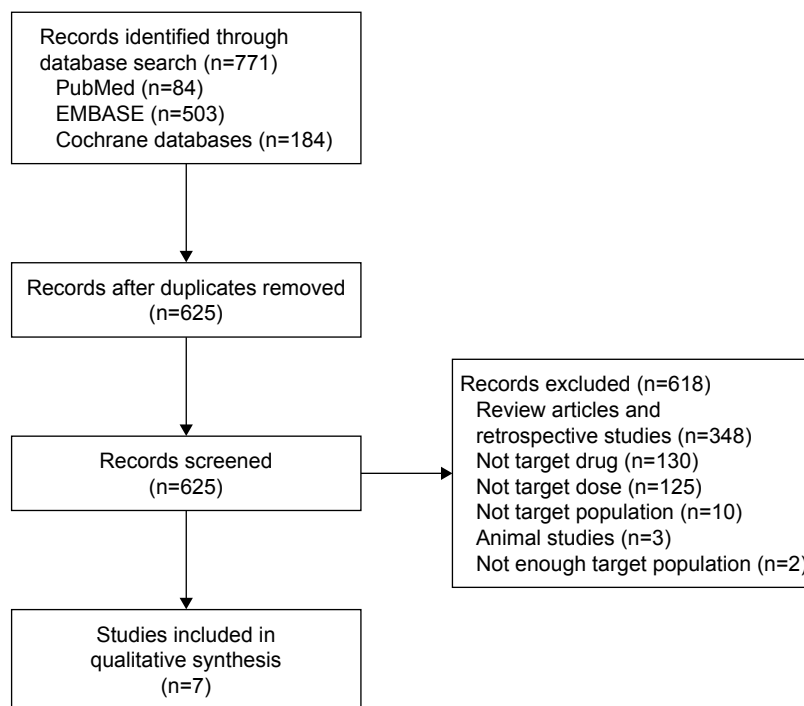 Records identified through
database search (n=771)
PubMed (n=84)
EMBASE (n=503)
Cochrane databases (n=184)
Records after duplicates removed
(n=625)
Records screened
(n=625)
Records excluded (n=618)
Review articles and
retrospective studies (n=348)
Not target drug (n=130)
Not target dose (n=125)
Not target population (n=10)
Animal studies (n=3)
Not enough target population (n=2)
Studies included in
qualitative synthesis
(n=7)